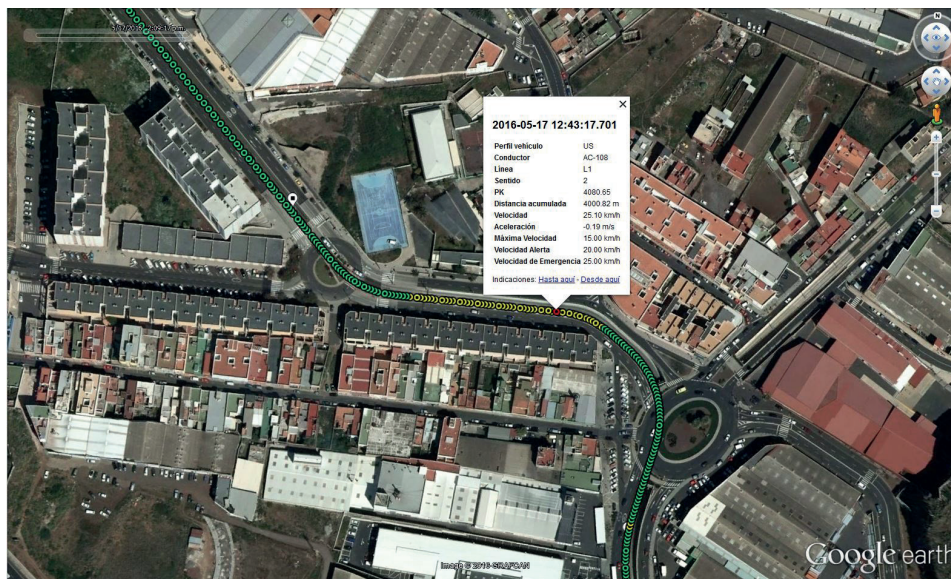 2016-05-17 12:43:17.701
Perfil vehículo US
Conductor AC-108
Línea L1
Sentido 2
PK 4080.65
Distancia acumulada 4000.82 m
Velocidad 25.10 km/h
Aceleración -0.19 m/s
Máxima Velocidad 15.00 km/h
Velocidad Alerta 20.00 km/h
Velocidad de Emergencia 25.00 km/h
Indicaciones: Hasta aquí - Desde aquí
N
Image © 2016 GRAFCAN
Google earth